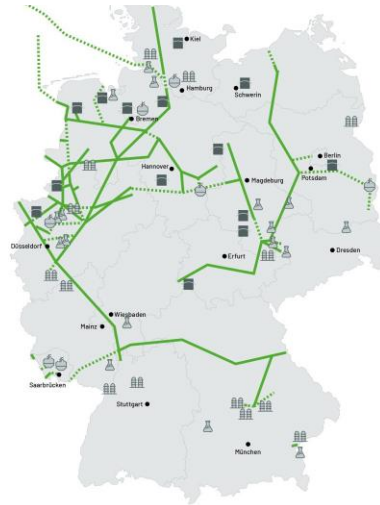 Kiel
Hamburg
Schwerin
Bremen
Berlin
Hannover
Potsdam
Magdeburg
Düsseldorf
Erfurt
Dresden
Wiesbaden
Mainz
Saarbrücken
Stuttgart
München